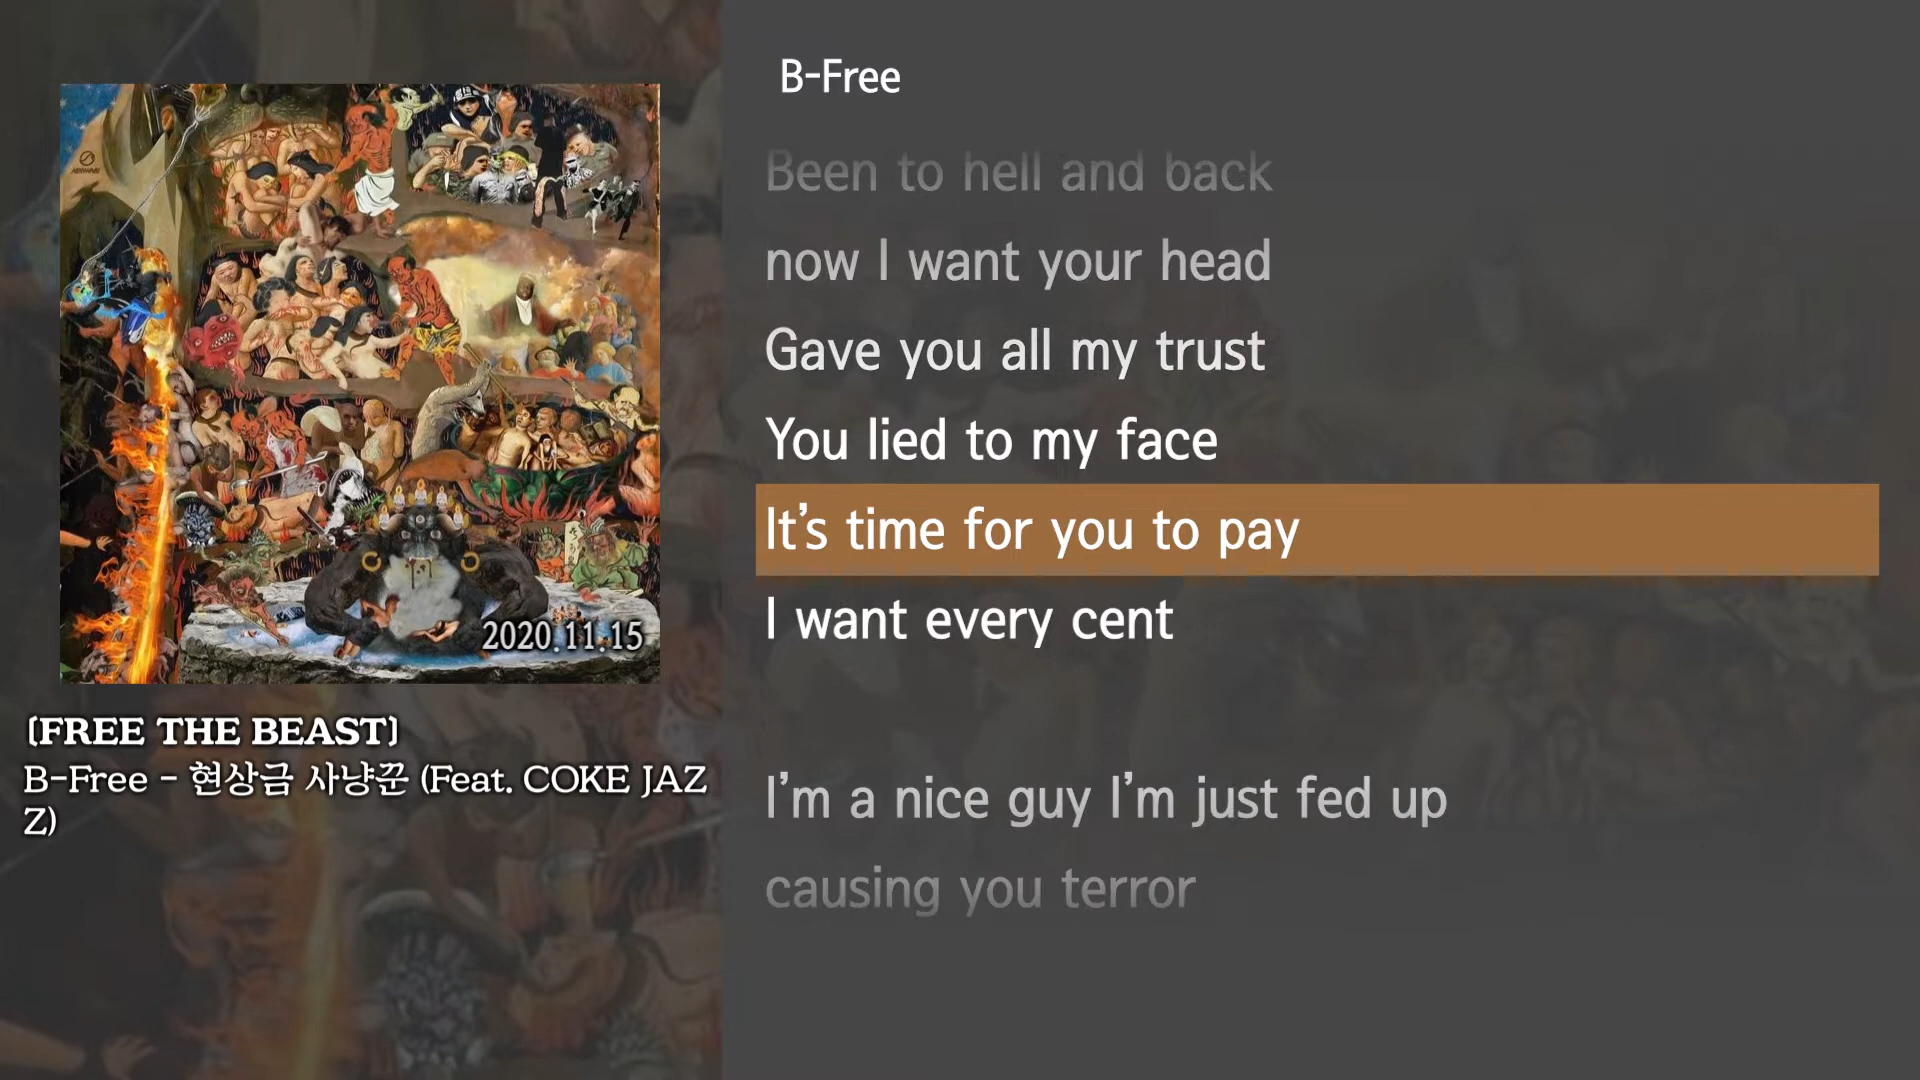 B-Free
Been to hell and back
now I want your head
Gave you all my trust
You lied to my face
It's time for you to pay
I want every cent
I'm a nice guy I'm just fed up
causing you terror
2020.11.15
[FREE THE BEAST]
B-Free - 현상금 사냥꾼 (Feat. COKE JAZ
Z)